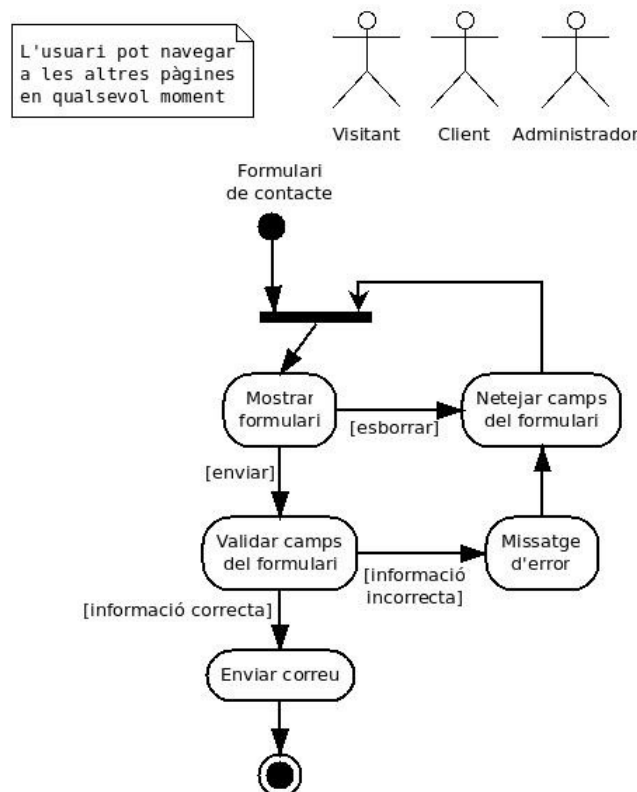 L'usuari pot navegar
a les altres pàgines
en qualsevol moment
Visitant
Client
Administrador
Formulari
de contacte
Mostrar
formulari
[esborrar]
Netejar camps
del formulari
[enviar]
Validar camps
del formulari
[informació
incorrecta]
Missatge
d'error
[informació correcta]
Enviar correu